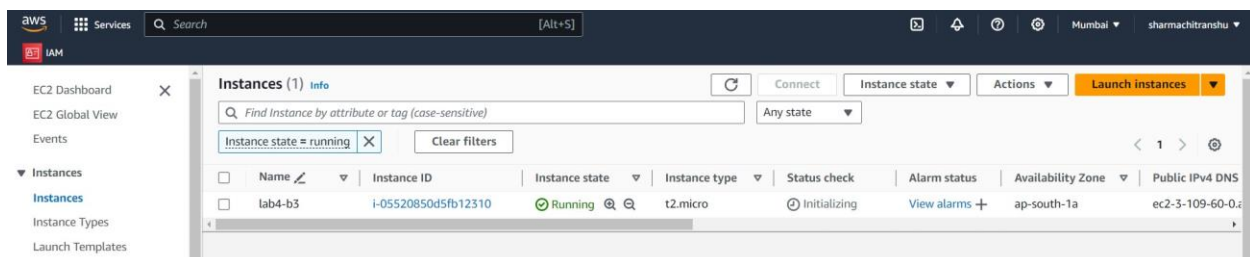 aws Services Search [Alt+S] Mumbai sharmachitranshu
IAM
EC2 Dashboard
EC2 Global View
Events
Instances
Instances
Instance Types
Launch Templates
Instances (1) Info Connect Instance state Actions Launch instances
Find Instance by attribute or tag (case-sensitive) Any state
Instance state = running Clear filters 1
Name Instance ID Instance state Instance type Status check Alarm status Availability Zone Public IPv4 DNS
lab4-b3 i-05520850d5fb12310 Running t2.micro Initializing View alarms + ap-south-1a ec2-3-109-60-0.a